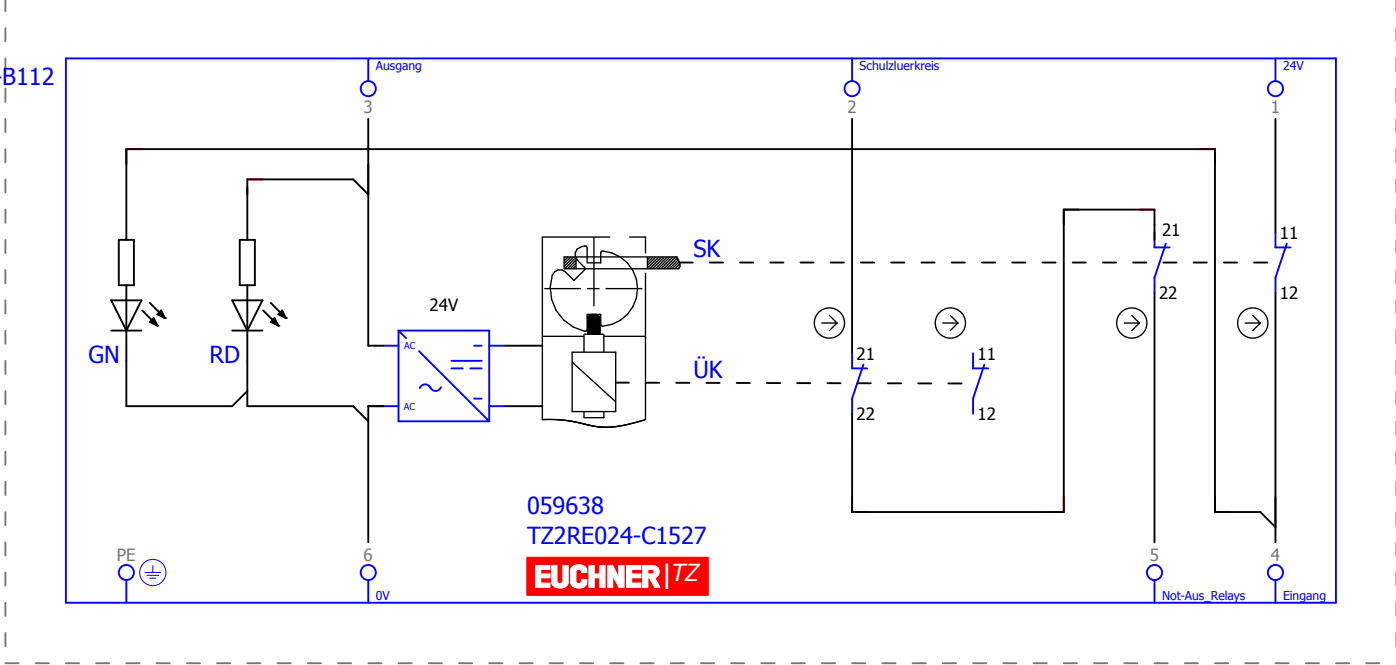 -B112
Ausgang
Schulzluerkreis
24V
3
2
1
21
11
SK
22
12
24V
GN
RD
AC
AC
ÜK
21
22
11
12
059638
TZ2RE024-C1527
EUCHNER|TZ
PE
6
5
4
0V
Not-Aus_Relays
Eingang